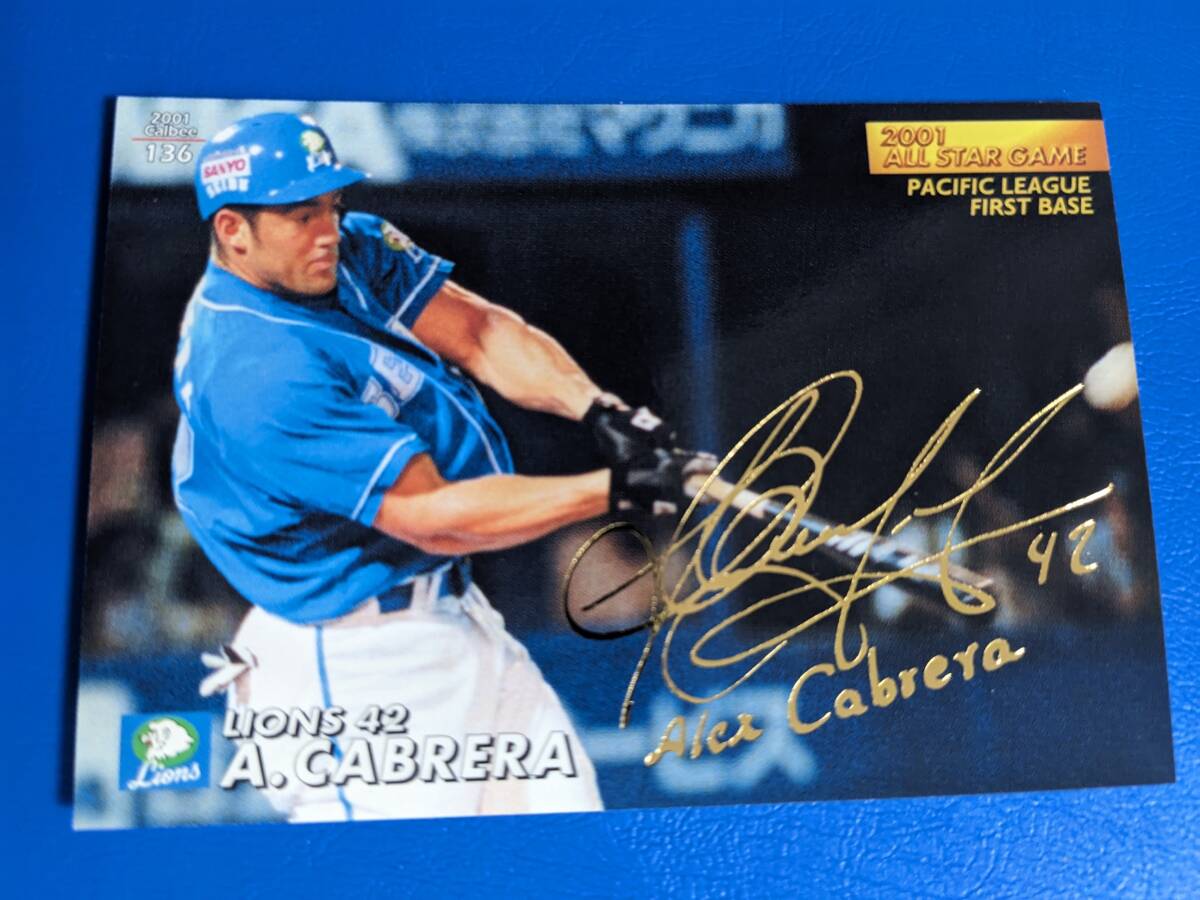 2001
Calbee
136
SANYO
2001
ALL STAR GAME
PACIFIC LEAGUE
FIRST BASE
42
Alex Cabrera
LIONS 42
A. CABRERA
Lions